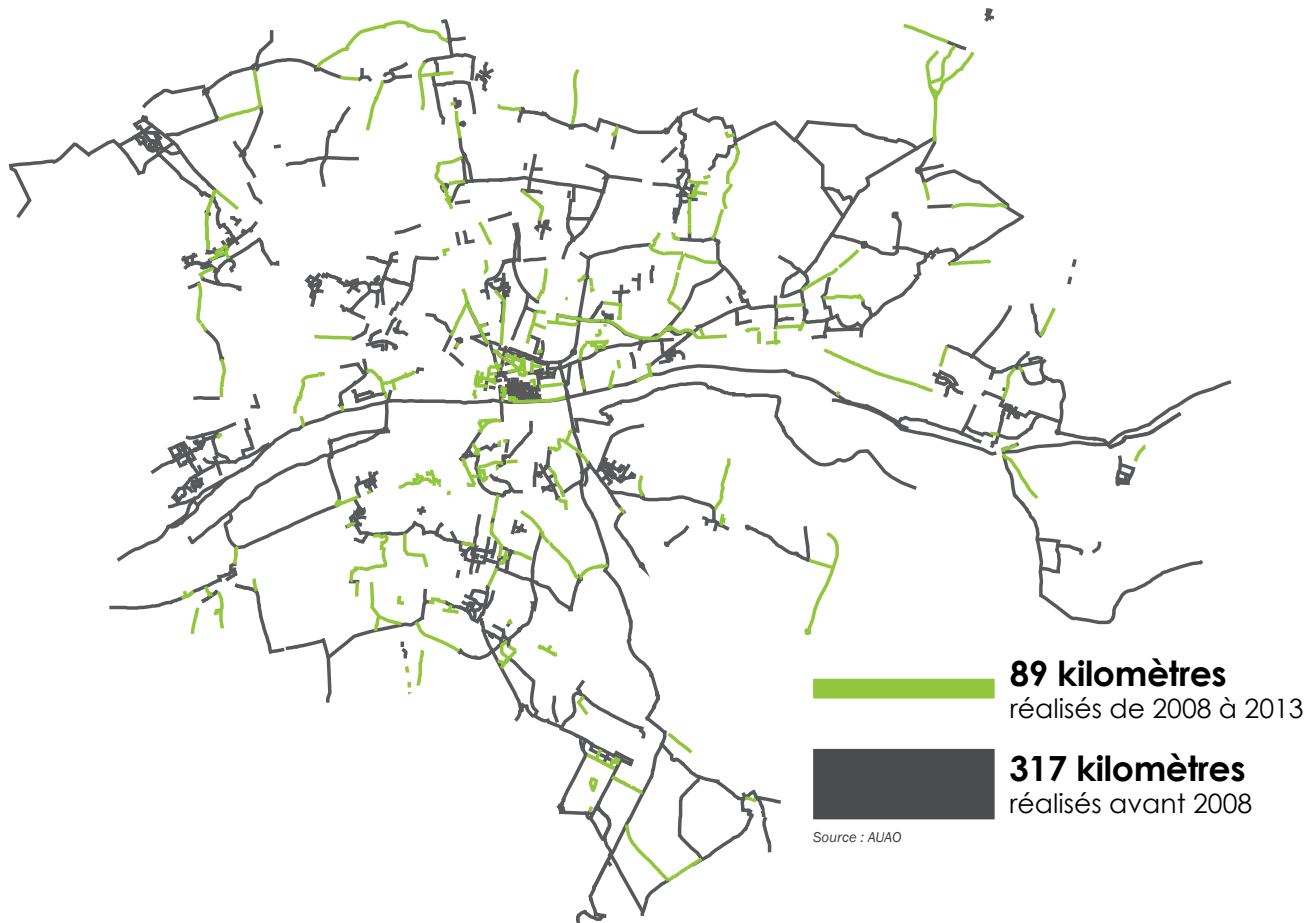 89 kilomètres
réalisés de 2008 à 2013
317 kilomètres
réalisés avant 2008
Source : AUAO